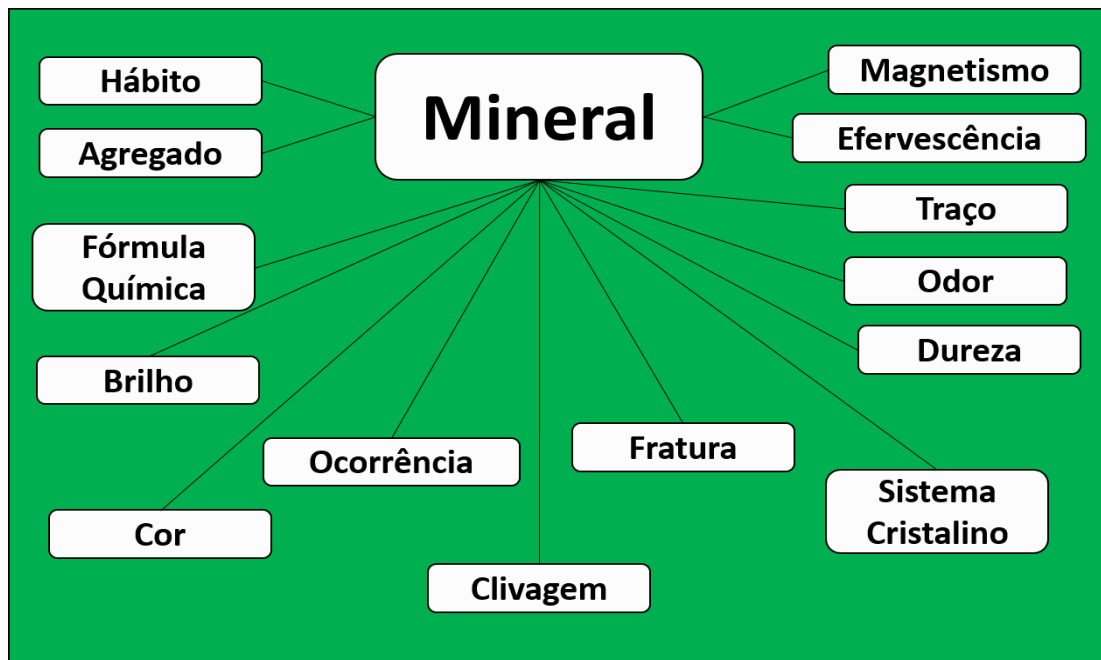 Mineral
Hábito
Agregado
Fórmula
Química
Brilho
Cor
Ocorrência
Clivagem
Fratura
Sistema
Cristalino
Dureza
Odor
Traço
Efervescência
Magnetismo